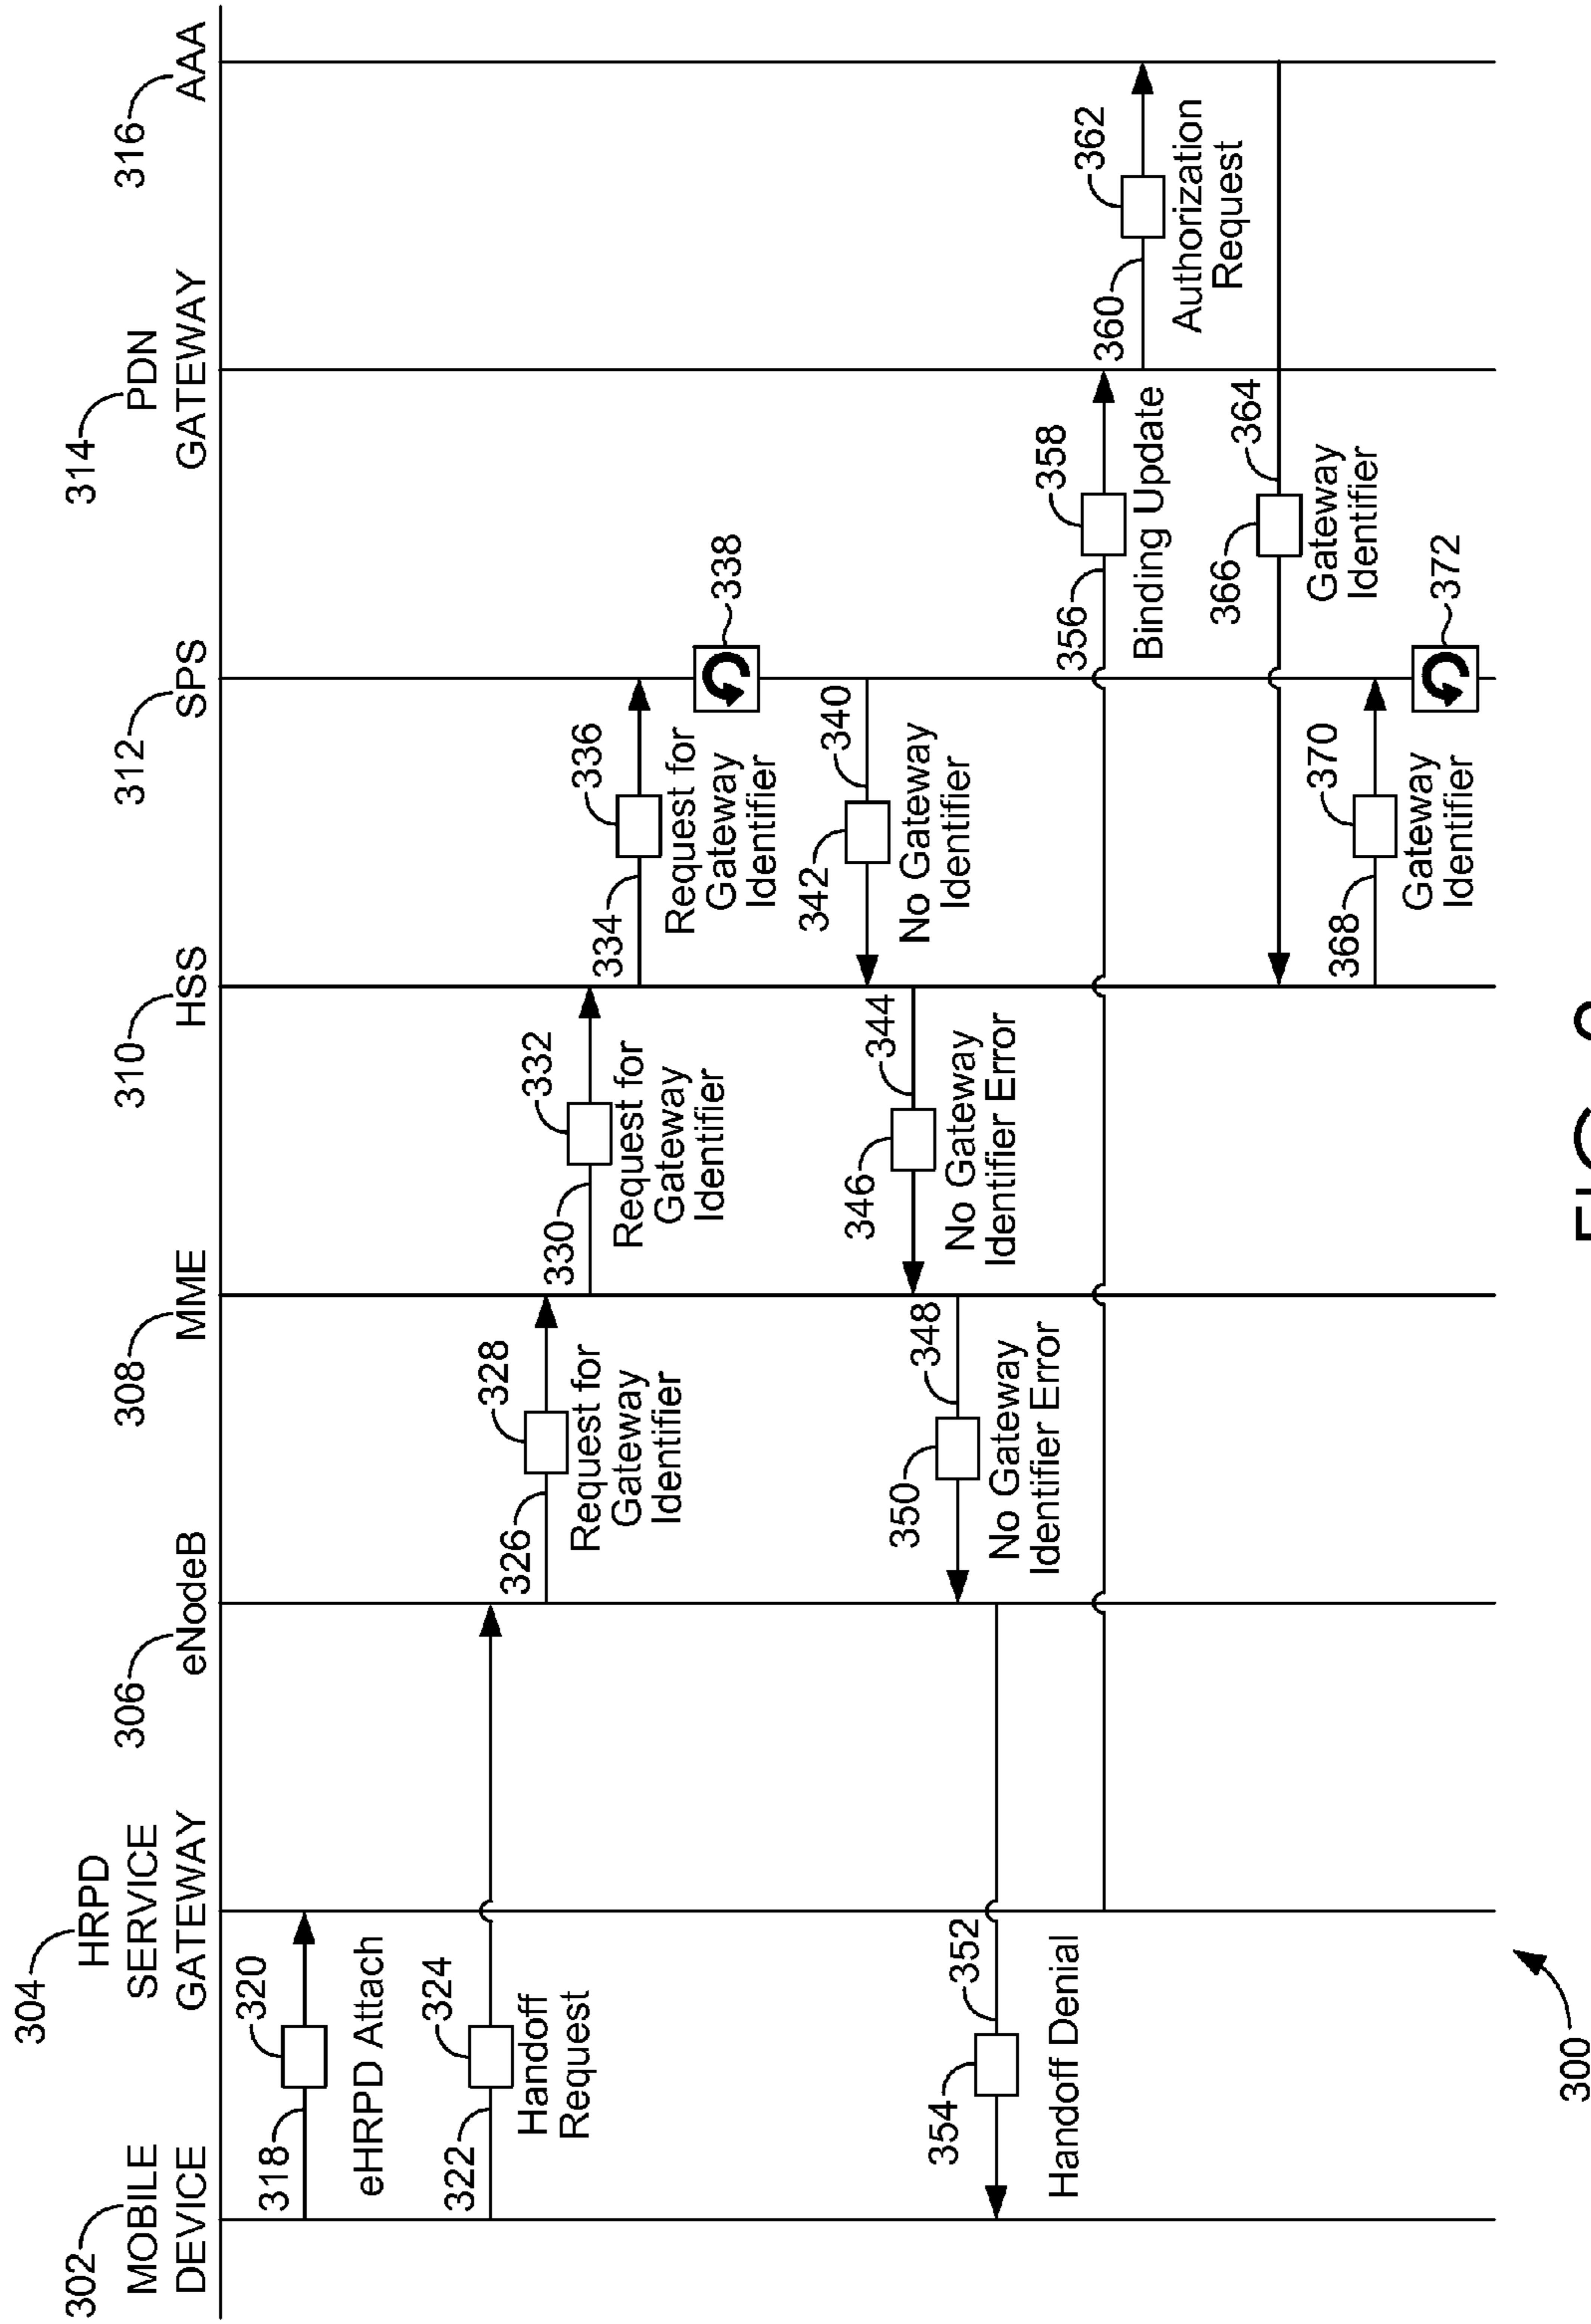 302
MOBILE
DEVICE
304
HRPD
SERVICE
GATEWAY
306
eNodeB
308
MME
310
HSS
312
SPS
314
PDN
GATEWAY
316
AAA
318
320
eHRPD Attach
322
324
Handoff
Request
326
328
Request for
Gateway
Identifier
330
332
Request for
Gateway
Identifier
334
336
Request for
Gateway
Identifier
338
342
340
No Gateway
Identifier
346
344
No Gateway
Identifier Error
350
348
No Gateway
Identifier Error
354
352
Handoff Denial
356
358
Binding Update
360
362
Authorization
Request
366
364
Gateway
Identifier
368
370
Gateway
Identifier
372
300